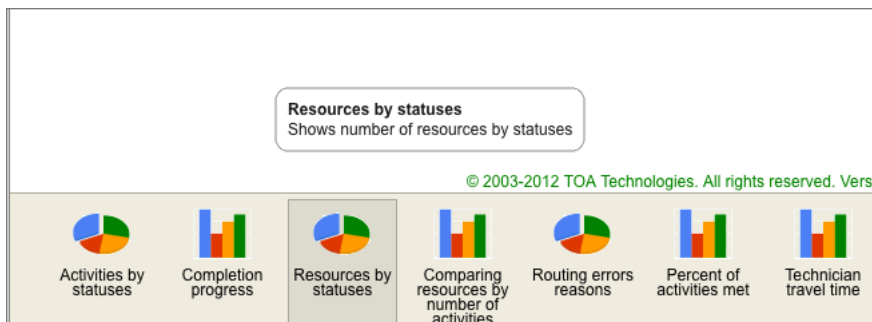 Resources by statuses
Shows number of resources by statuses
© 2003-2012 TOA Technologies. All rights reserved. Vers
Activities by
statuses
Completion
progress
Resources by
statuses
Comparing
resources by
number of
activities
Routing errors
reasons
Percent of
activities met
Technician
travel time